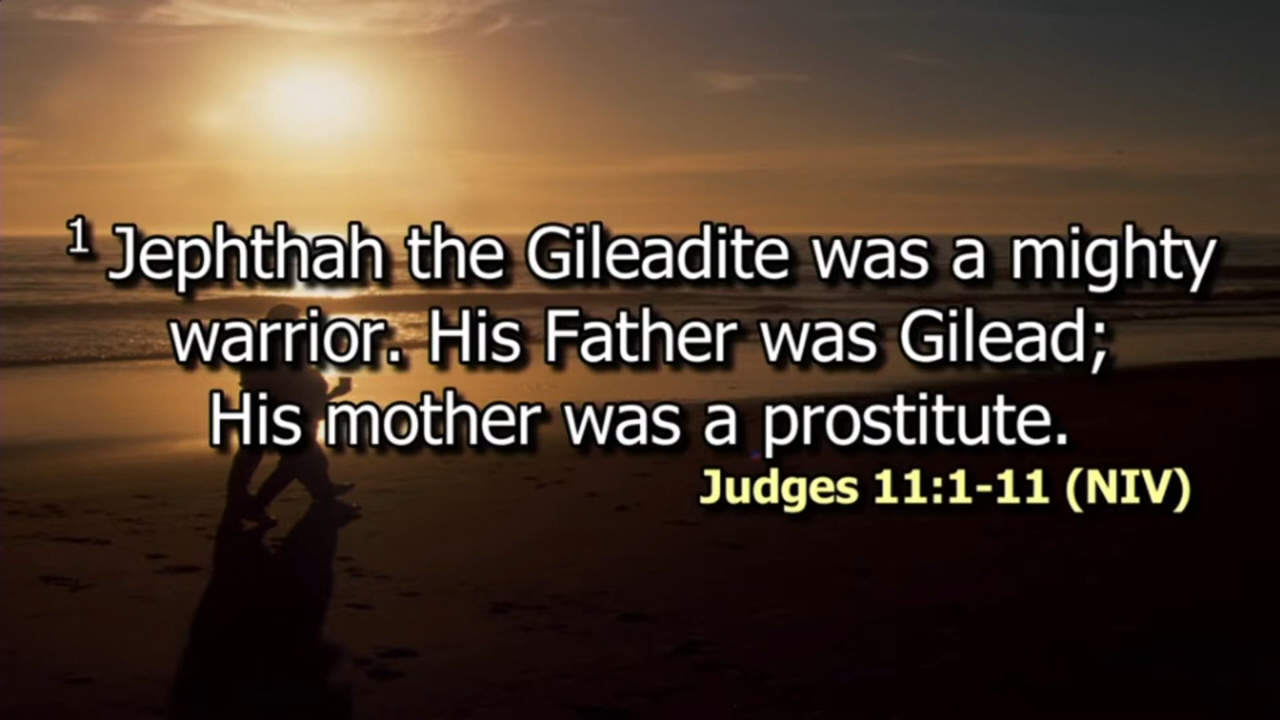 1 Jephthah the Gileadite was a mighty
warrior. His Father was Gilead;
His mother was a prostitute.
Judges 11:1-11 (NIV)